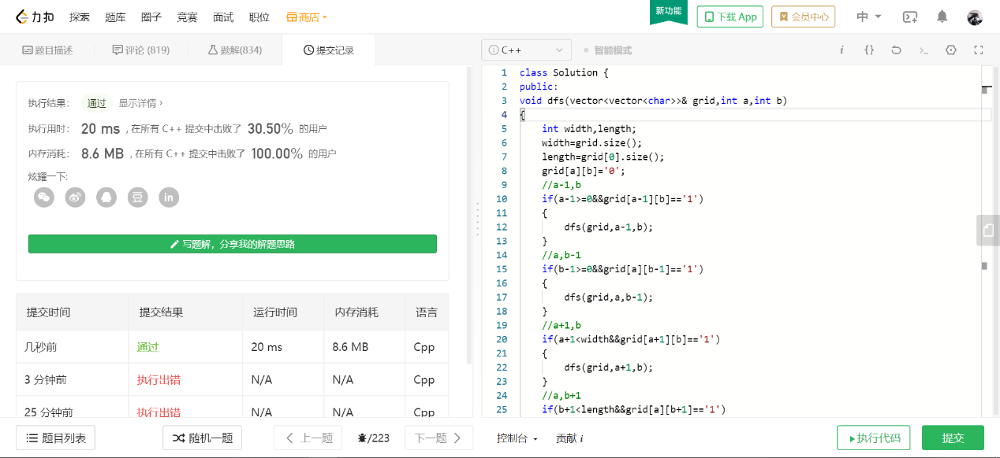 力扣 探索 题库 圈子 竞赛 面试 职位 商店 新功能 下载 App 会员中心 中
题目描述 评论 (819) 题解(834) 提交记录 C++ 智能模式 i {}
执行结果： 通过 显示详情 ›
执行用时： 20 ms , 在所有 C++ 提交中击败了 30.50% 的用户
内存消耗： 8.6 MB , 在所有 C++ 提交中击败了 100.00% 的用户
炫耀一下:
豆 in
写题解，分享我的解题思路
提交时间 提交结果 运行时间 内存消耗 语言
几秒前 通过 20 ms 8.6 MB Cpp
3 分钟前 执行出错 N/A N/A Cpp
25 分钟前 执行出错 N/A N/A Cpp
1 class Solution {
2 public:
3 void dfs(vector<vector<char>>& grid,int a,int b)
4 {
5 int width,length;
6 width=grid.size();
7 length=grid[0].size();
8 grid[a][b]='0';
9 //a-1,b
10 if(a-1>=0&&grid[a-1][b]=='1')
11 {
12 dfs(grid,a-1,b);
13 }
14 //a,b-1
15 if(b-1>=0&&grid[a][b-1]=='1')
16 {
17 dfs(grid,a,b-1);
18 }
19 //a+1,b
20 if(a+1<width&&grid[a+1][b]=='1')
21 {
22 dfs(grid,a+1,b);
23 }
24 //a,b+1
25 if(b+1<length&&grid[a][b+1]=='1')
题目列表 随机一题 上一题 /223 下一题 控制台 贡献 i 执行代码 提交